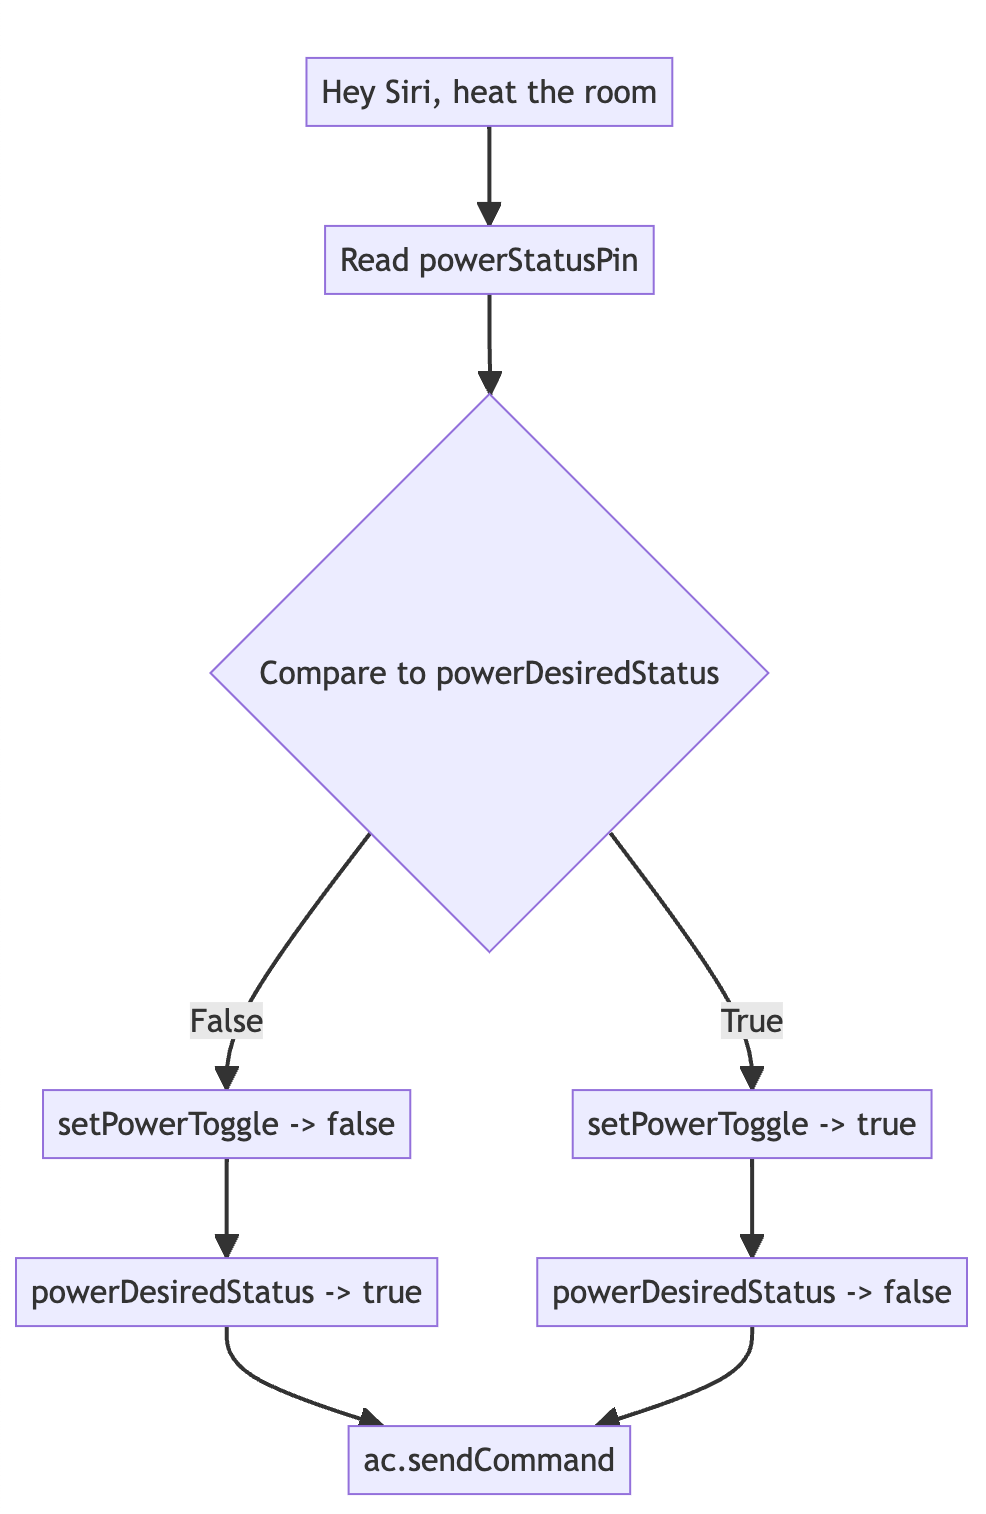 Hey Siri, heat the room
Read powerStatusPin
Compare to powerDesiredStatus
False
True
setPowerToggle -> false
setPowerToggle -> true
powerDesiredStatus -> true
powerDesiredStatus -> false
ac.sendCommand